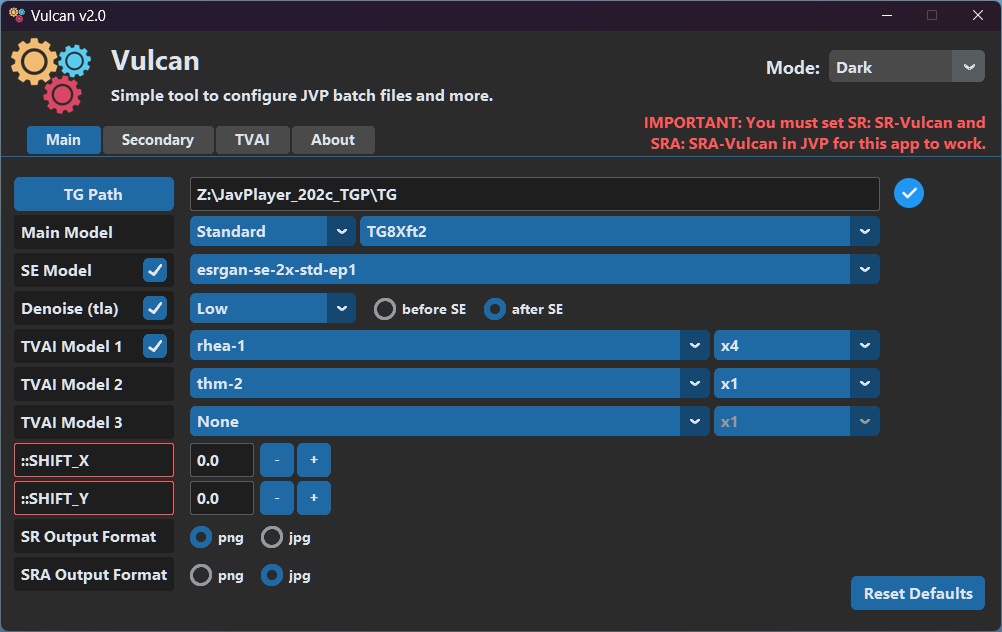 Vulcan v2.0
Vulcan
Simple tool to configure JVP batch files and more.
Mode: Dark
IMPORTANT: You must set SR: SR-Vulcan and
SRA: SRA-Vulcan in JVP for this app to work.
Main Secondary TVAI About
TG Path Z:\JavPlayer_202c_TGP\TG
Main Model Standard TG8Xft2
SE Model esrgan-se-2x-std-ep1
Denoise (tla) Low before SE after SE
TVAI Model 1 rhea-1 x4
TVAI Model 2 thm-2 x1
TVAI Model 3 None x1
::SHIFT_X 0.0 - +
::SHIFT_Y 0.0 - +
SR Output Format png jpg
SRA Output Format png jpg
Reset Defaults